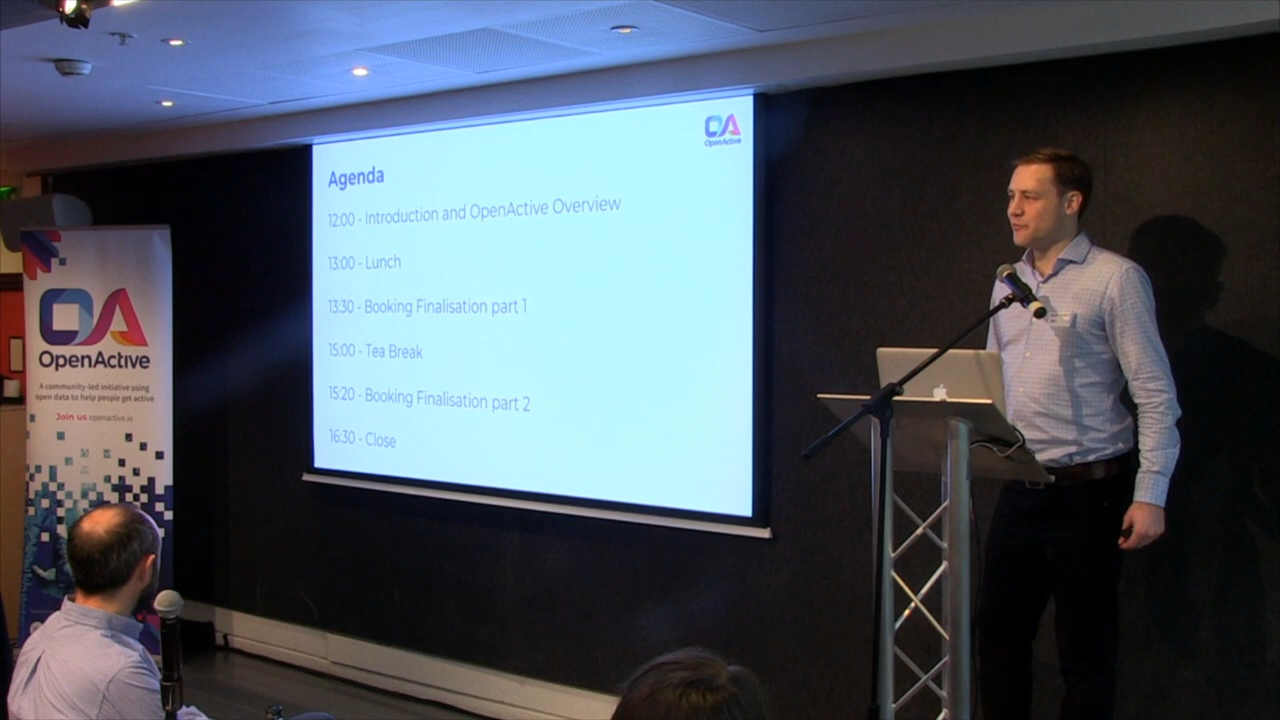 OA
OpenActive
Agenda
12:00 - Introduction and OpenActive Overview
13:00 - Lunch
13:30 - Booking Finalisation part 1
15:00 - Tea Break
15:20 - Booking Finalisation part 2
16:30 - Close
OA
OpenActive
A community-led initiative using
open data to help people get active
Join us openactive.io